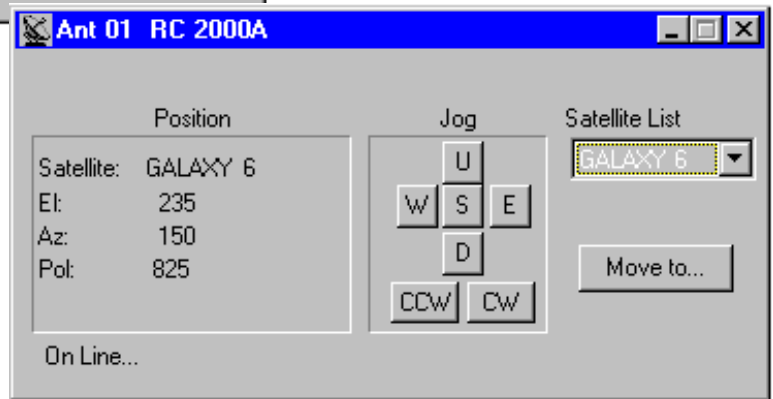 Ant 01 RC 2000A
Position
Satellite: GALAXY 6
El: 235
Az: 150
Pol: 825
On Line...
Jog
U
W S E
D
CCW CW
Satellite List
GALAXY 6
Move to...